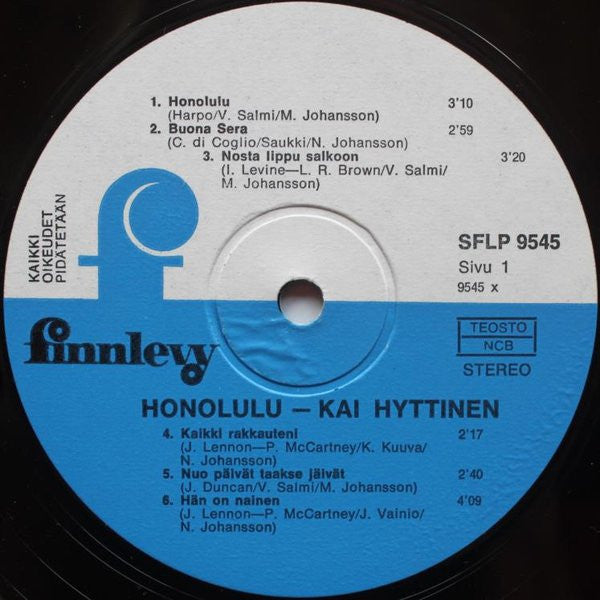 1. Honolulu 3'10
(Harpo/V. Salmi/M. Johansson)
2. Buona Sera 2'59
(C. di Coglio/Saukki/N. Johansson)
3. Nosta lippu salkoon 3'20
(I. Levine—L. R. Brown/V. Salmi/
M. Johansson)
KAIKKI
OIKEUDET
PIDÄTETÄÄN
f
SFLP 9545
Sivu 1
9545 x
finnlevy
TEOSTO
NCB
STEREO
HONOLULU – KAI HYTTINEN
4. Kaikki rakkauteni 2'17
(J. Lennon—P. McCartney/K. Kuuva/
N. Johansson)
5. Nuo päivät taakse jäivät 2'40
(J. Duncan/V. Salmi/M. Johansson)
6. Hän on nainen 4'09
(J. Lennon—P. McCartney/J. Vainio/
N. Johansson)